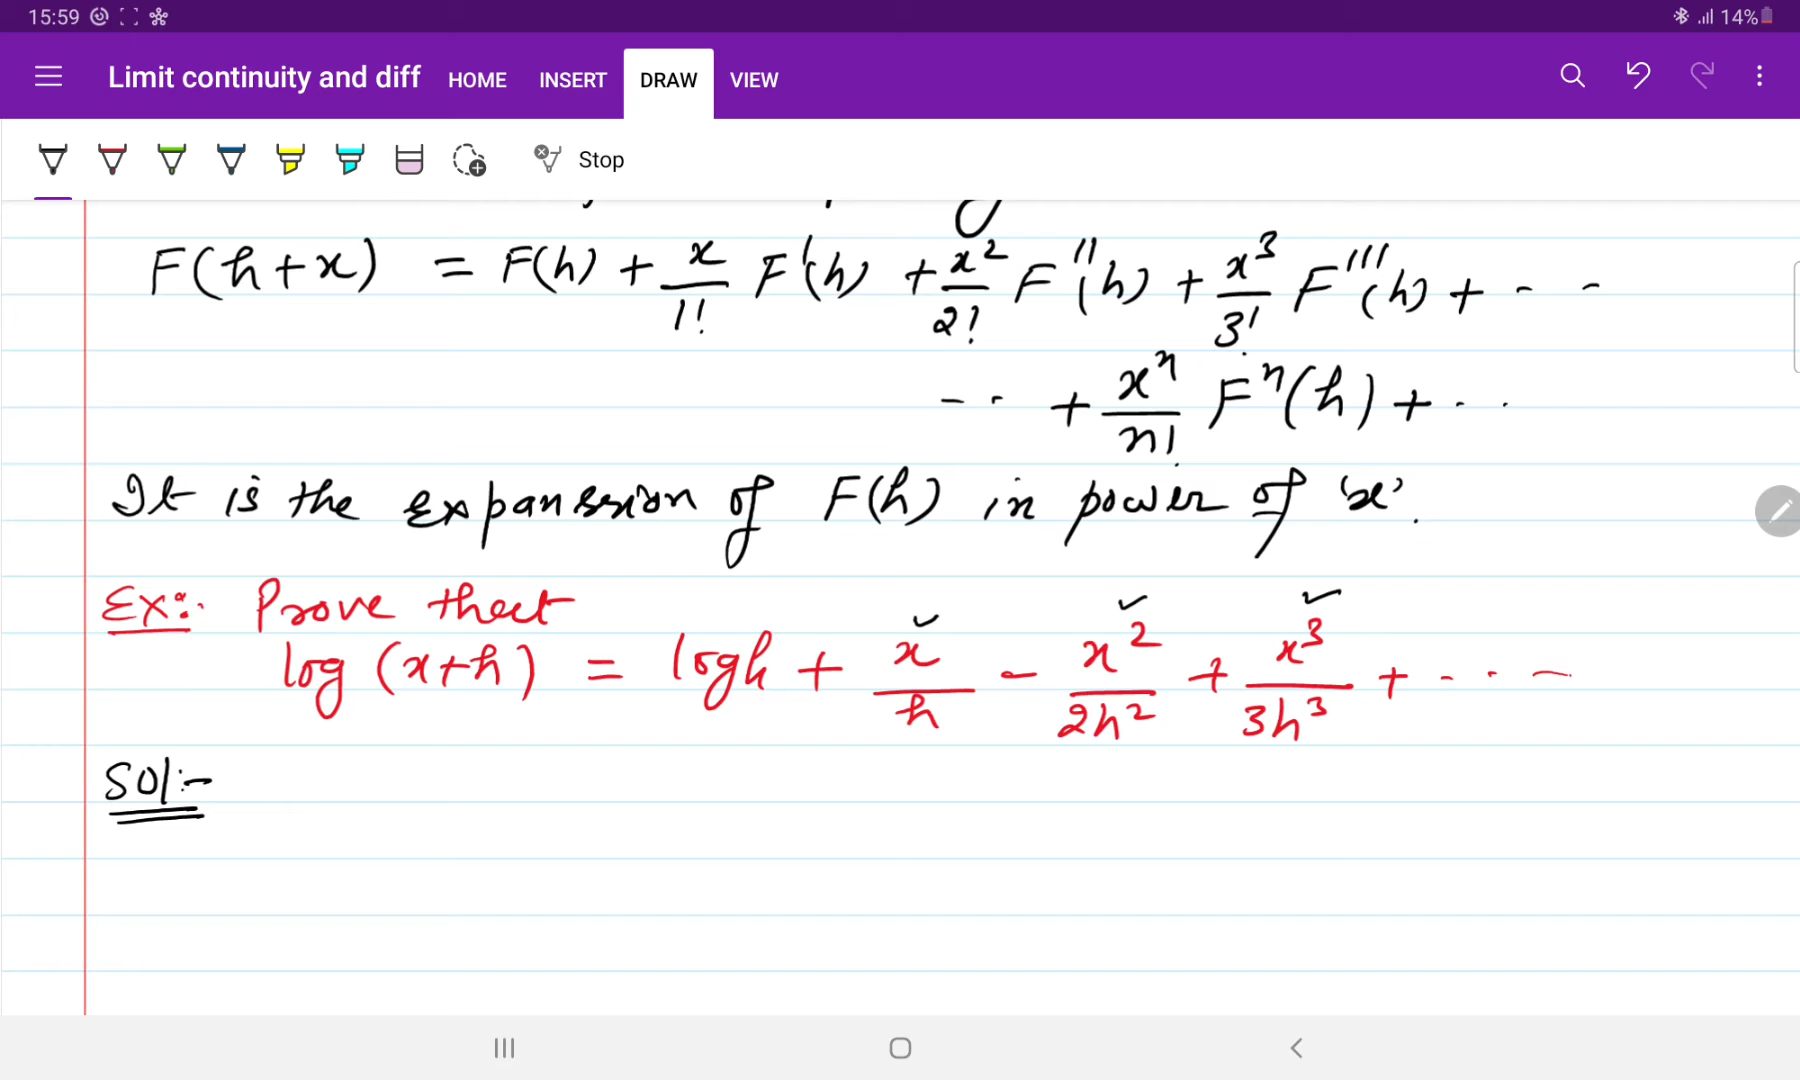 15:59 14%
Limit continuity and diff HOME INSERT DRAW VIEW
Stop
F(h+x) = F(h) + x/1! F'(h) + x²/2! F''(h) + x³/3! F'''(h) + - -
-- + xⁿ/n! Fⁿ(h) + ...
It is the expansion of F(h) in power of 'x'.
Ex:- Prove that
log (x+h) = logh + x/h - x²/2h² + x³/3h³ + - - -
Sol:-